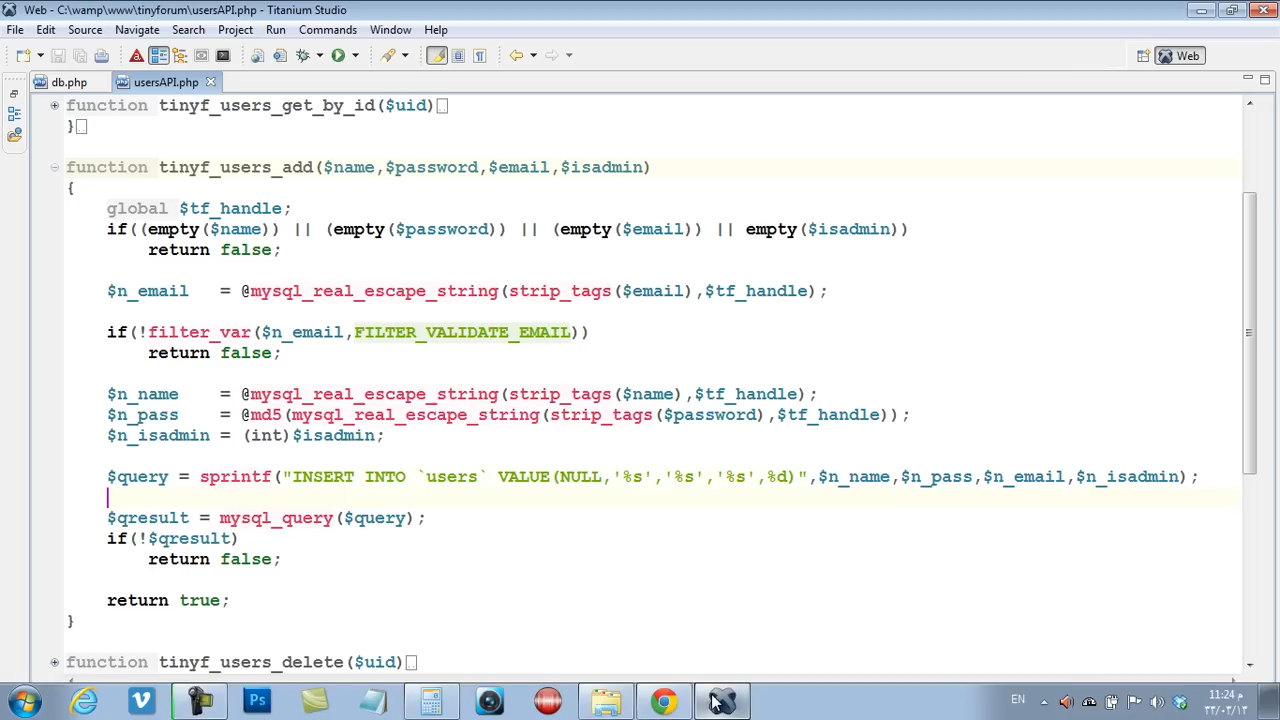 Web - C:\wamp\www\tinyforum\usersAPI.php - Titanium Studio
File Edit Source Navigate Search Project Run Commands Window Help
Web
db.php usersAPI.php
function tinyf_users_get_by_id($uid)
}
function tinyf_users_add($name,$password,$email,$isadmin)
{
global $tf_handle;
if((empty($name)) || (empty($password)) || (empty($email)) || empty($isadmin))
return false;
$n_email = @mysql_real_escape_string(strip_tags($email),$tf_handle);
if(!filter_var($n_email,FILTER_VALIDATE_EMAIL))
return false;
$n_name = @mysql_real_escape_string(strip_tags($name),$tf_handle);
$n_pass = @md5(mysql_real_escape_string(strip_tags($password),$tf_handle));
$n_isadmin = (int)$isadmin;
$query = sprintf("INSERT INTO `users` VALUE(NULL,'%s','%s','%s',%d)",$n_name,$n_pass,$n_email,$n_isadmin);
$qresult = mysql_query($query);
if(!$qresult)
return false;
return true;
}
function tinyf_users_delete($uid)
Ps
EN
11:24 م
٣٣/٠٣/١٣